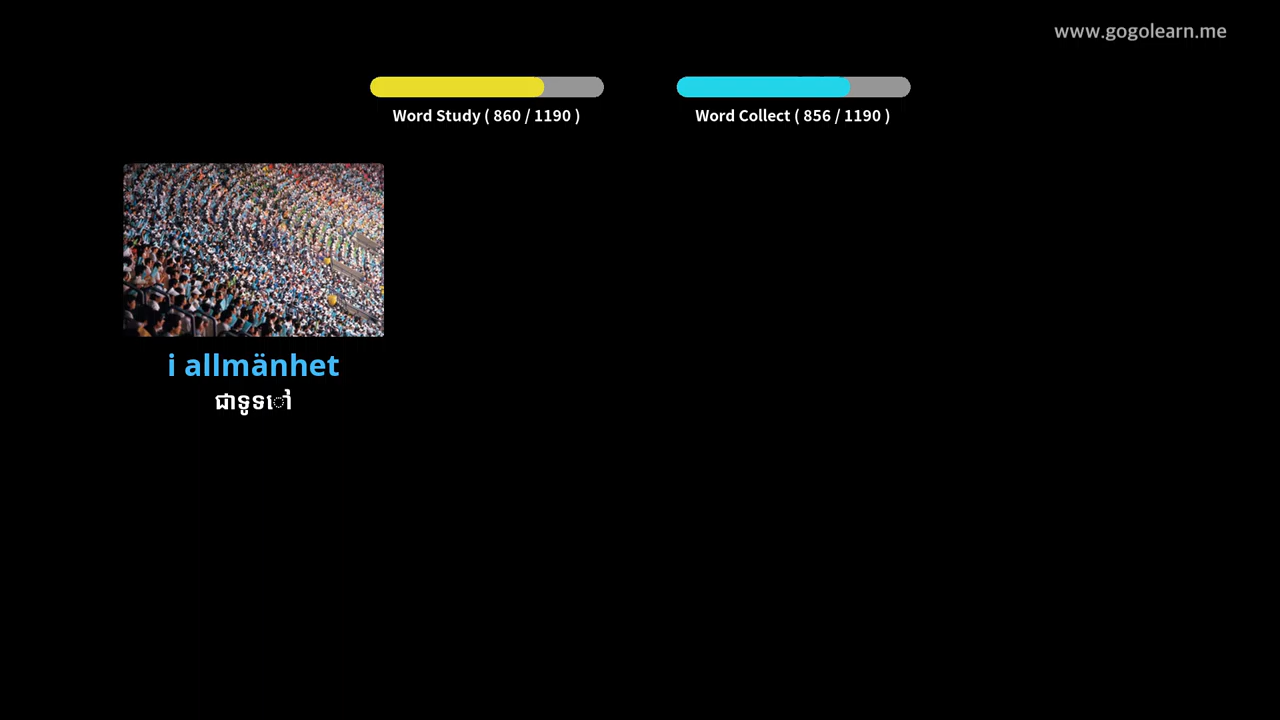 www.gogolearn.me
Word Study ( 860 / 1190 )
Word Collect ( 856 / 1190 )
i allmänhet
ជាទូទៅ